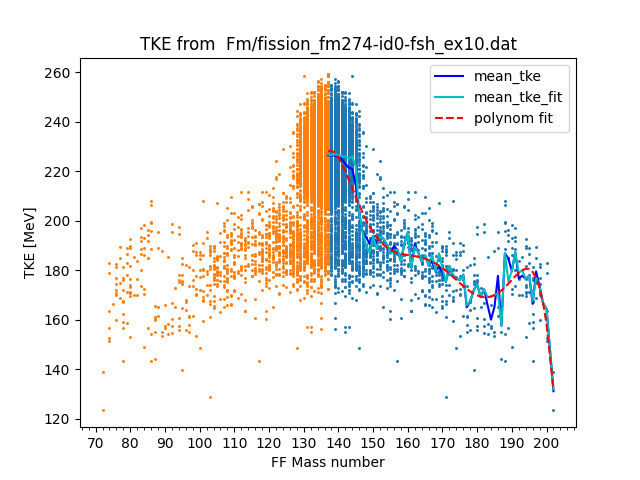 TKE from  Fm/fission_fm274-id0-fsh_ex10.dat
260
240
220
200
180
160
140
120
TKE [MeV]
mean_tke
mean_tke_fit
polynom fit
70 80 90 100 110 120 130 140 150 160 170 180 190 200
FF Mass number